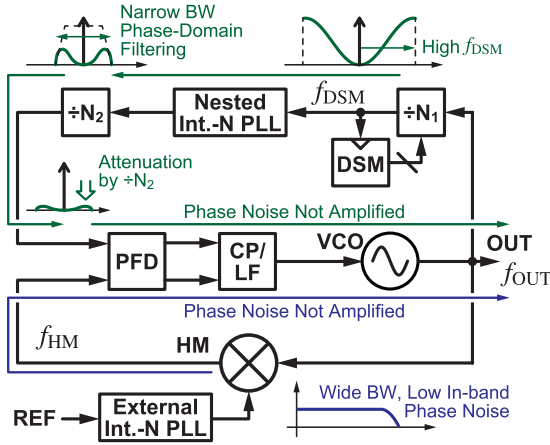 Narrow BW
Phase-Domain
Filtering
High fDSM
÷N2
Nested
Int.-N PLL
fDSM
÷N1
DSM
Attenuation
by ÷N2
Phase Noise Not Amplified
PFD
CP/
LF
VCO
OUT
fOUT
Phase Noise Not Amplified
fHM
HM
REF
External
Int.-N PLL
Wide BW, Low In-band
Phase Noise